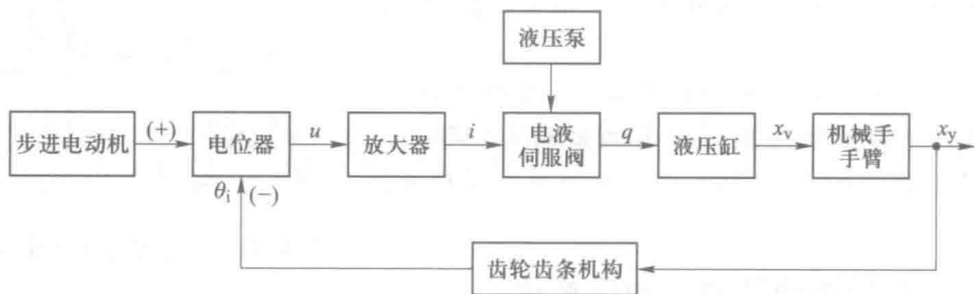 液压泵
步进电动机
(+)
电位器
u
放大器
i
电液
伺服阀
q
液压缸
x_v
机械手
手臂
x_y
θ_i
(−)
齿轮齿条机构